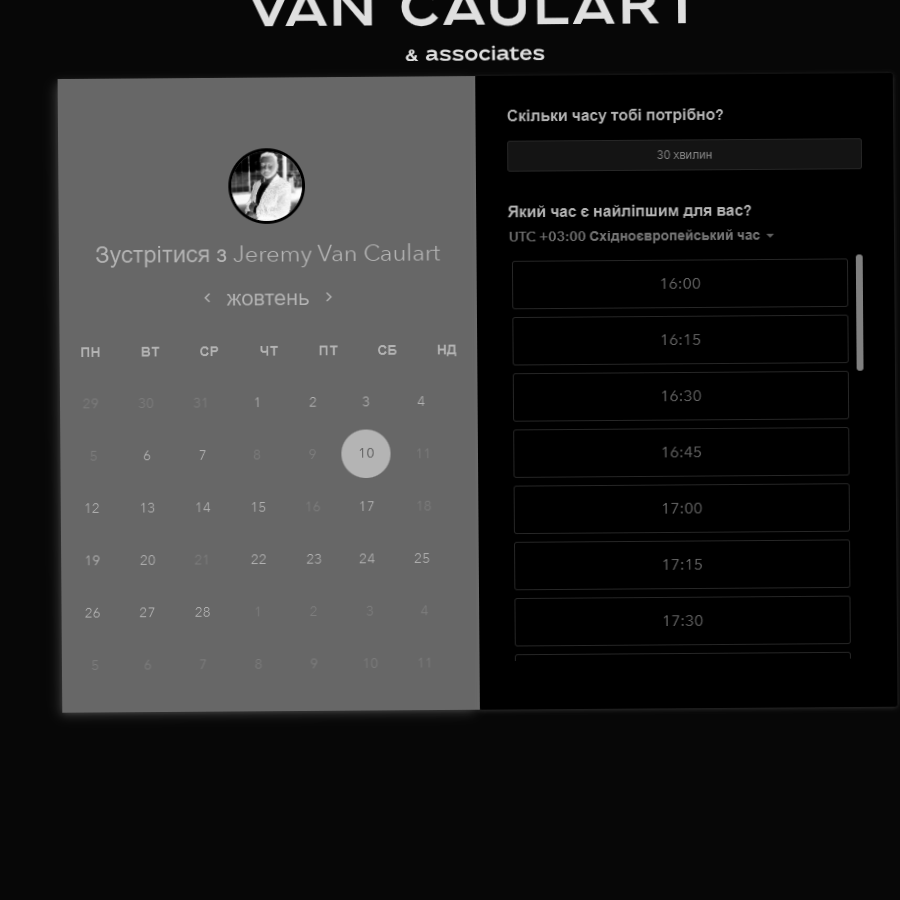 VAN CAULART
& associates
Зустрітися з Jeremy Van Caulart
жовтень
ПН ВТ СР ЧТ ПТ СБ НД
29 30 31 1 2 3 4
5 6 7 8 9 10 11
12 13 14 15 16 17 18
19 20 21 22 23 24 25
26 27 28 1 2 3 4
5 6 7 8 9 10 11
Скільки часу тобі потрібно?
30 хвилин
Який час є найліпшим для вас?
UTC +03:00 Східноєвропейський час
16:00
16:15
16:30
16:45
17:00
17:15
17:30